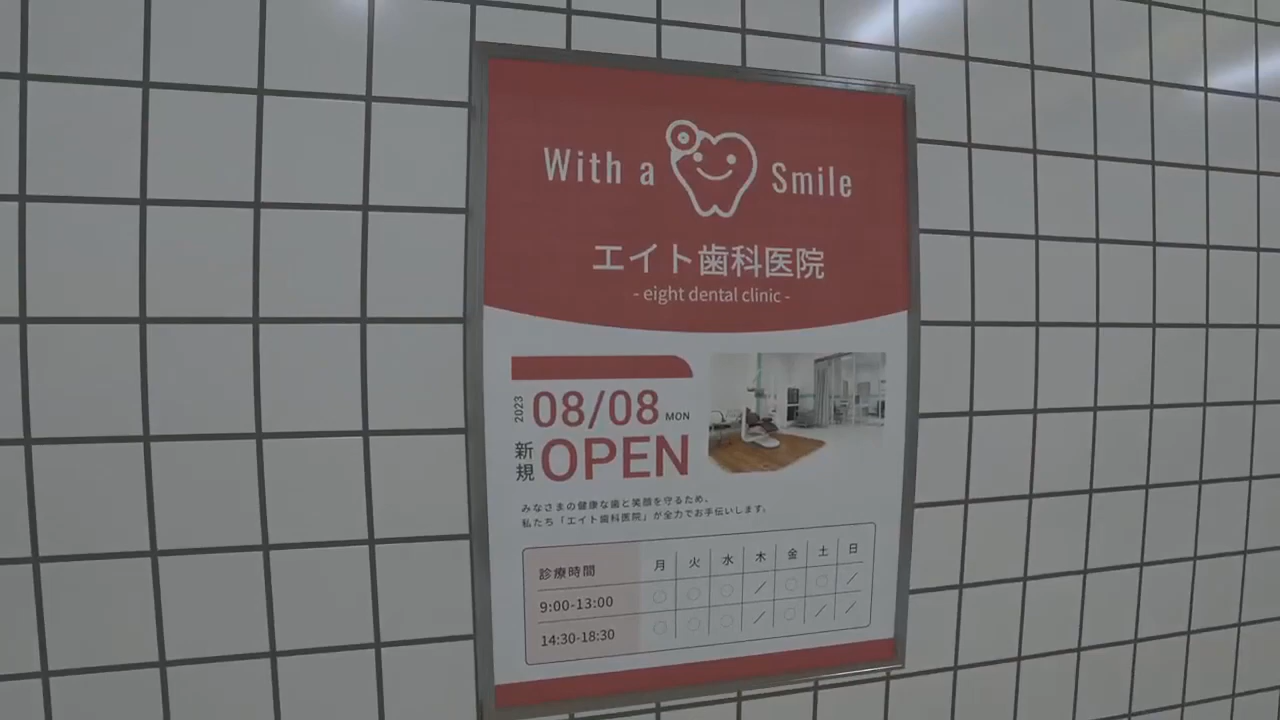 With a Smile
エイト歯科医院
- eight dental clinic -
2023
08/08 MON
新規
OPEN
みなさまの健康な歯と笑顔を守るため、
私たち「エイト歯科医院」が全力でお手伝いします。
診療時間 月 火 水 木 金 土 日
9:00-13:00 ○ ○ ○ / ○ ○ /
14:30-18:30 ○ ○ ○ / ○ / /